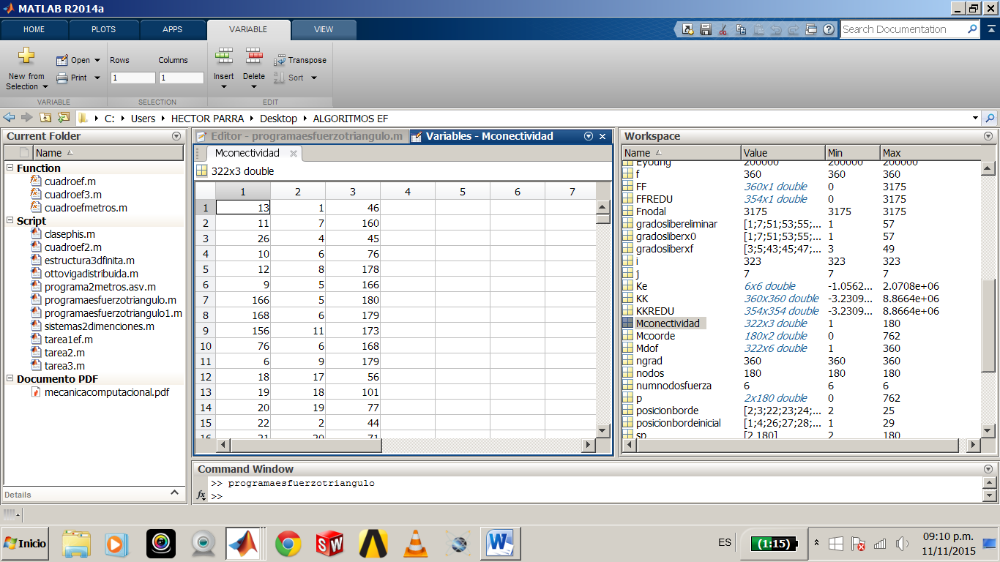 MATLAB R2014a
HOME PLOTS APPS VARIABLE VIEW
Search Documentation
New from Selection
Open
Print
Rows Columns
1 1
Insert Delete
Transpose
Sort
VARIABLE SELECTION EDIT
C: Users HECTOR PARRA Desktop ALGORITMOS EF
Current Folder
Name
Function
cuadroef.m
cuadroef3.m
cuadroefmetros.m
Script
clasephis.m
cuadroef2.m
estructura3dfinita.m
ottovigadistribuida.m
programa2metros.asv.m
programaesfuerzotriangulo.m
programaesfuerzotriangulo1.m
sistemas2dimenciones.m
tarea1ef.m
tarea2.m
tarea3.m
Documento PDF
mecanicacomputacional.pdf
Details
Editor - programaesfuerzotriangulo.m Variables - Mconectividad
Mconectividad
322x3 double
1 2 3 4 5 6 7
1 13 1 46
2 11 7 160
3 26 4 45
4 10 6 76
5 12 8 178
6 9 5 166
7 166 5 180
8 168 6 179
9 156 11 173
10 76 6 168
11 6 9 179
12 18 17 56
13 19 18 101
14 20 19 77
15 22 2 44
16 21 20 71
Workspace
Name Value Min Max
Eyoung 200000 200000 200000
f 360 360 360
FF 360x1 double 0 3175
FFREDU 354x1 double 0 3175
Fnodal 3175 3175 3175
gradoslibereliminar [1;7;51;53;55;... 1 57
gradosliberx0 [1;7;51;53;55;... 1 57
gradosliberxf [3;5;43;45;47;... 3 49
i 323 323 323
j 7 7 7
Ke 6x6 double -1.0562... 2.0708e+06
KK 360x360 double -3.2309... 8.8664e+06
KKREDU 354x354 double -3.2309... 8.8664e+06
Mconectividad 322x3 double 1 180
Mcoorde 180x2 double 0 762
Mdof 322x6 double 1 360
ngrad 360 360 360
nodos 180 180 180
numnodosfuerza 6 6 6
p 2x180 double 0 762
posicionborde [2;3;22;23;24;... 2 25
posicionbordeinicial [1;4;26;27;28;... 1 29
sp [2 180] 2 180
Command Window
>> programaesfuerzotriangulo
fx >>
Inicio
SW
W
ES
(1:15)
09:10 p.m.
11/11/2015